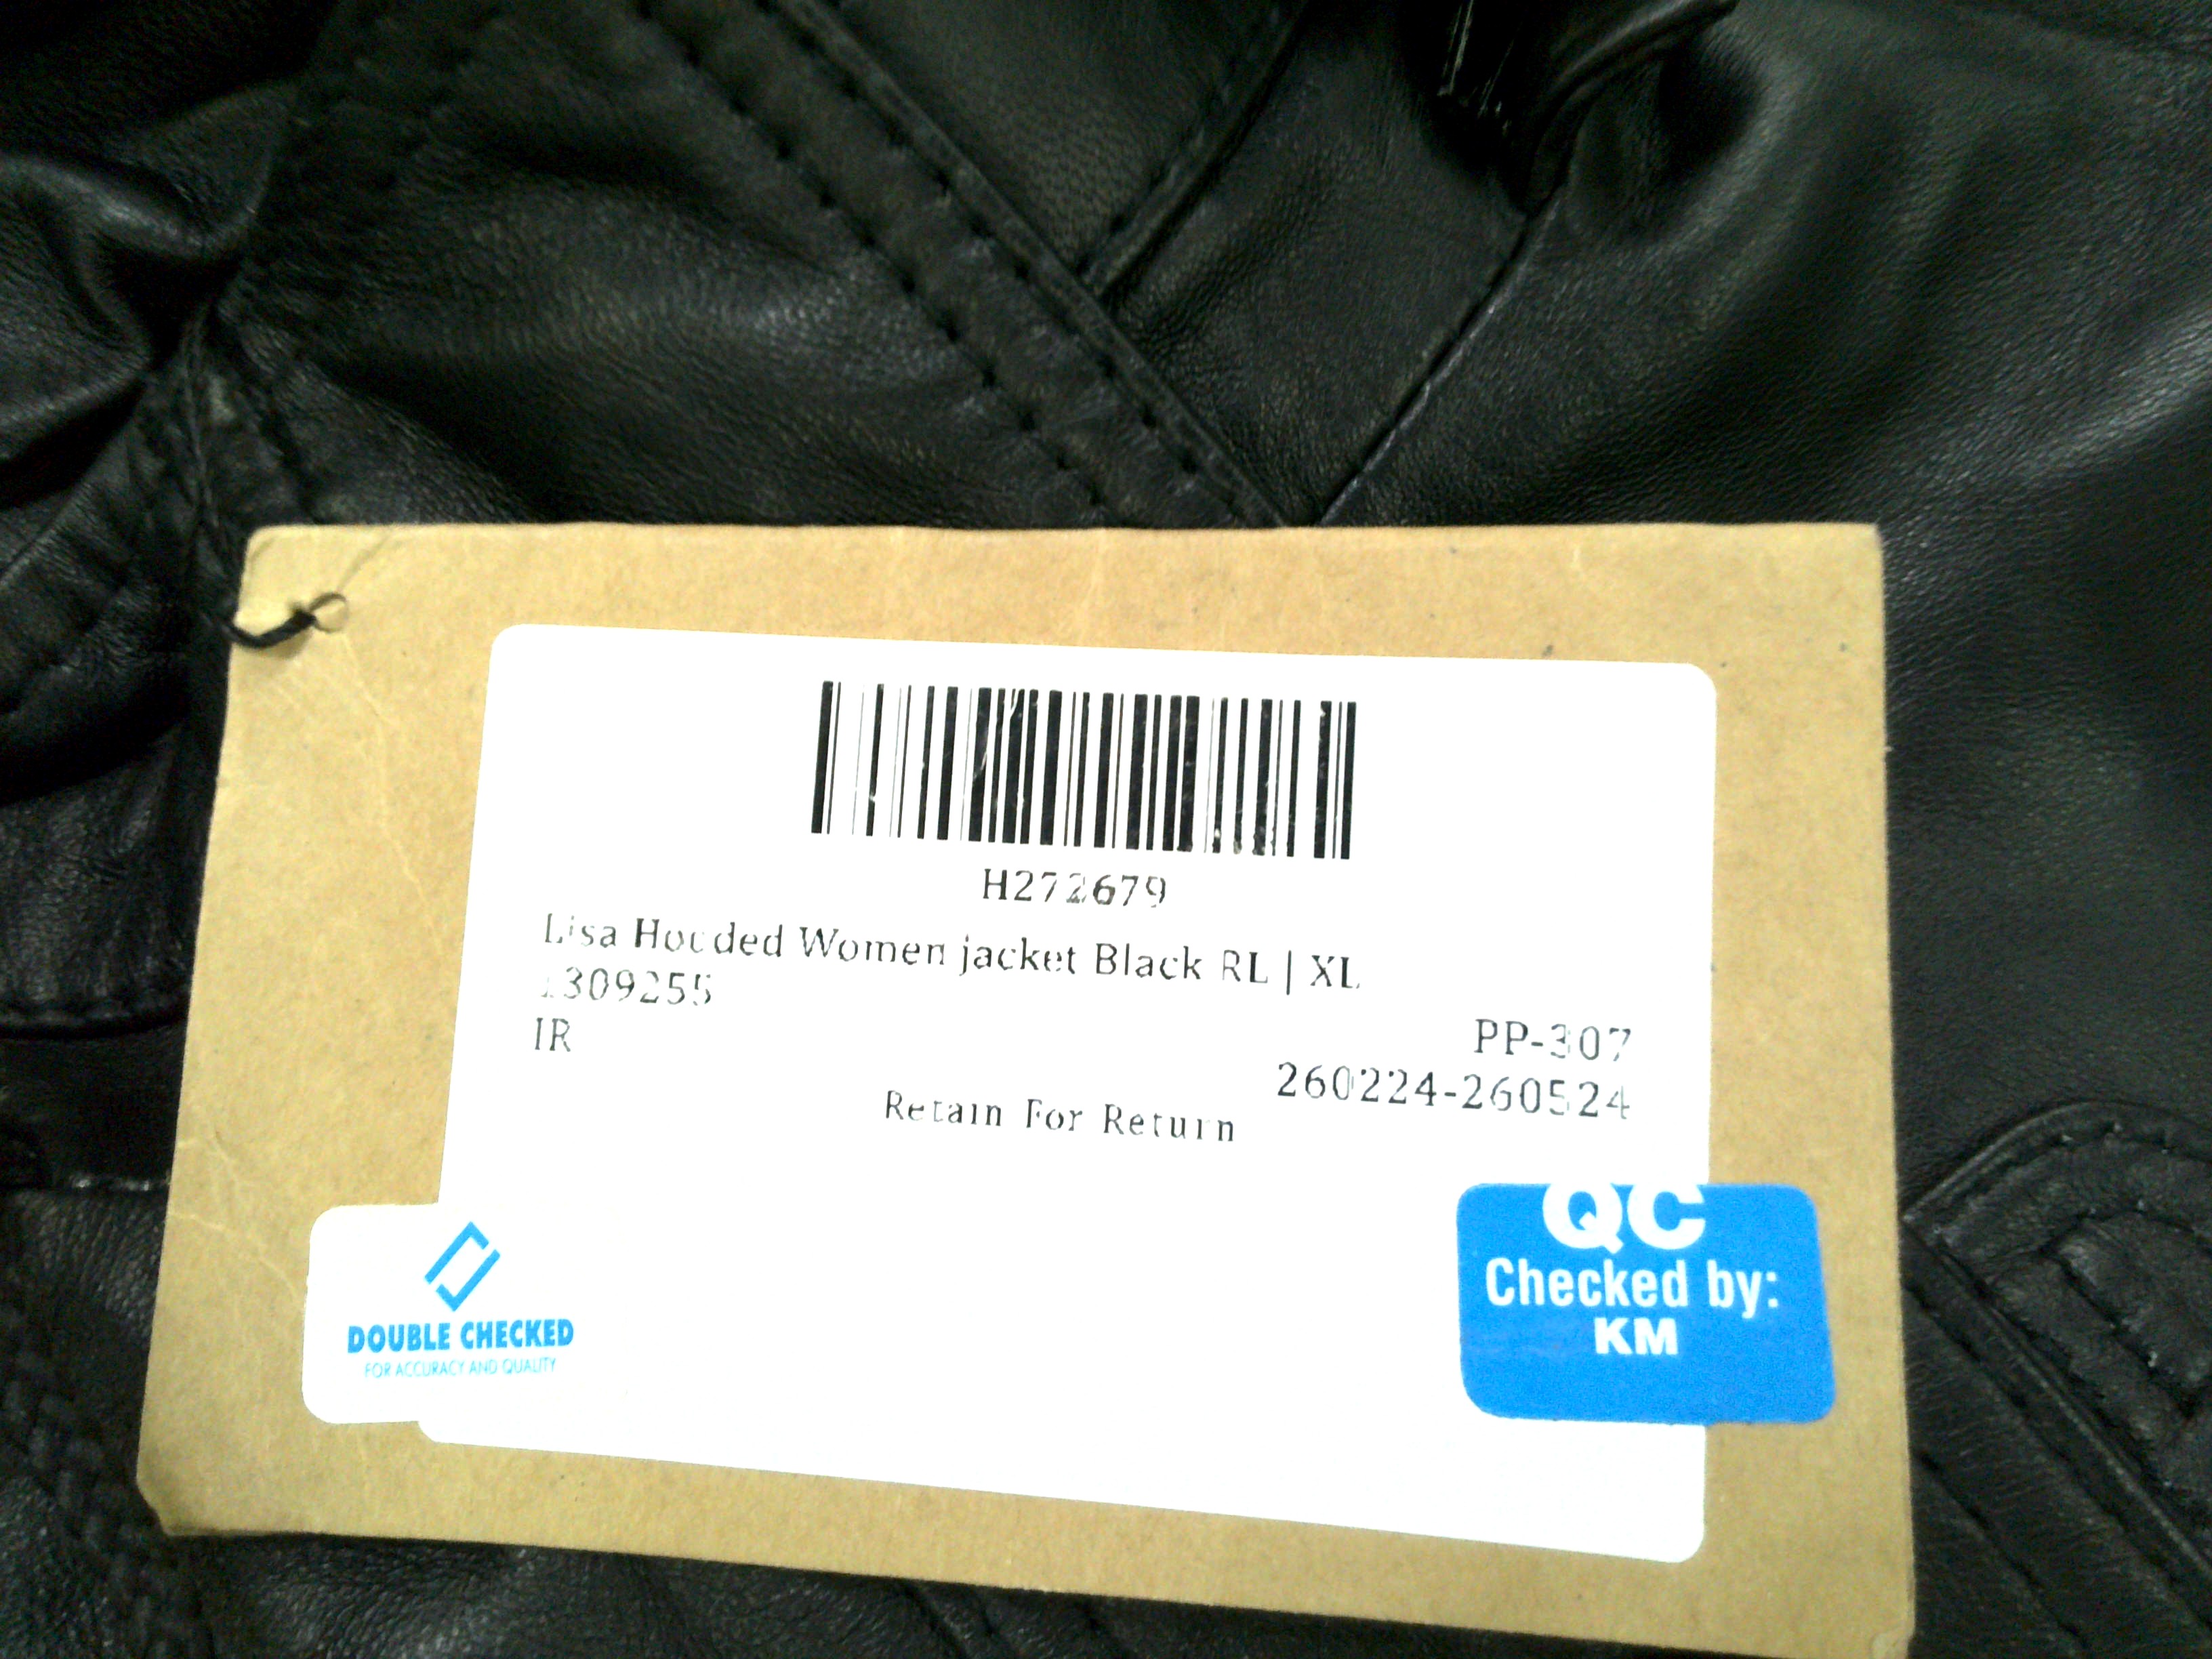 H272679
Lisa Hooded Women jacket Black RL | XL
1309255
IR
PP-307
260224-260524
Retain For Return
DOUBLE CHECKED
FOR ACCURACY AND QUALITY
QC
Checked by:
KM